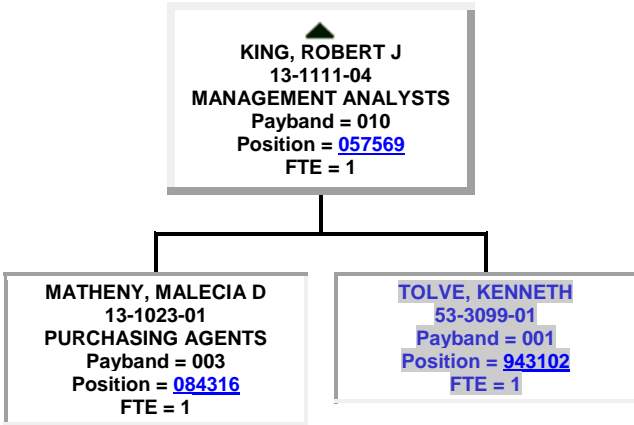 KING, ROBERT J
13-1111-04
MANAGEMENT ANALYSTS
Payband = 010
Position = 057569
FTE = 1
MATHENY, MALECIA D
13-1023-01
PURCHASING AGENTS
Payband = 003
Position = 084316
FTE = 1
TOLVE, KENNETH
53-3099-01
Payband = 001
Position = 943102
FTE = 1